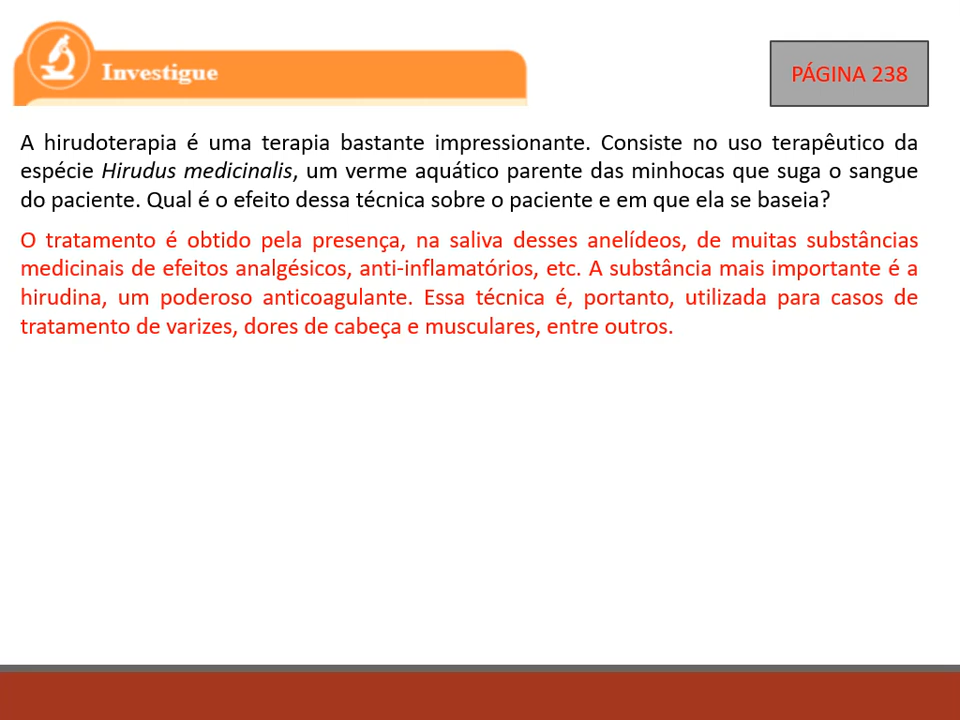 Investigue
PÁGINA 238
A hirudoterapia é uma terapia bastante impressionante. Consiste no uso terapêutico da
espécie Hirudus medicinalis, um verme aquático parente das minhocas que suga o sangue
do paciente. Qual é o efeito dessa técnica sobre o paciente e em que ela se baseia?
O tratamento é obtido pela presença, na saliva desses anelídeos, de muitas substâncias
medicinais de efeitos analgésicos, anti-inflamatórios, etc. A substância mais importante é a
hirudina, um poderoso anticoagulante. Essa técnica é, portanto, utilizada para casos de
tratamento de varizes, dores de cabeça e musculares, entre outros.